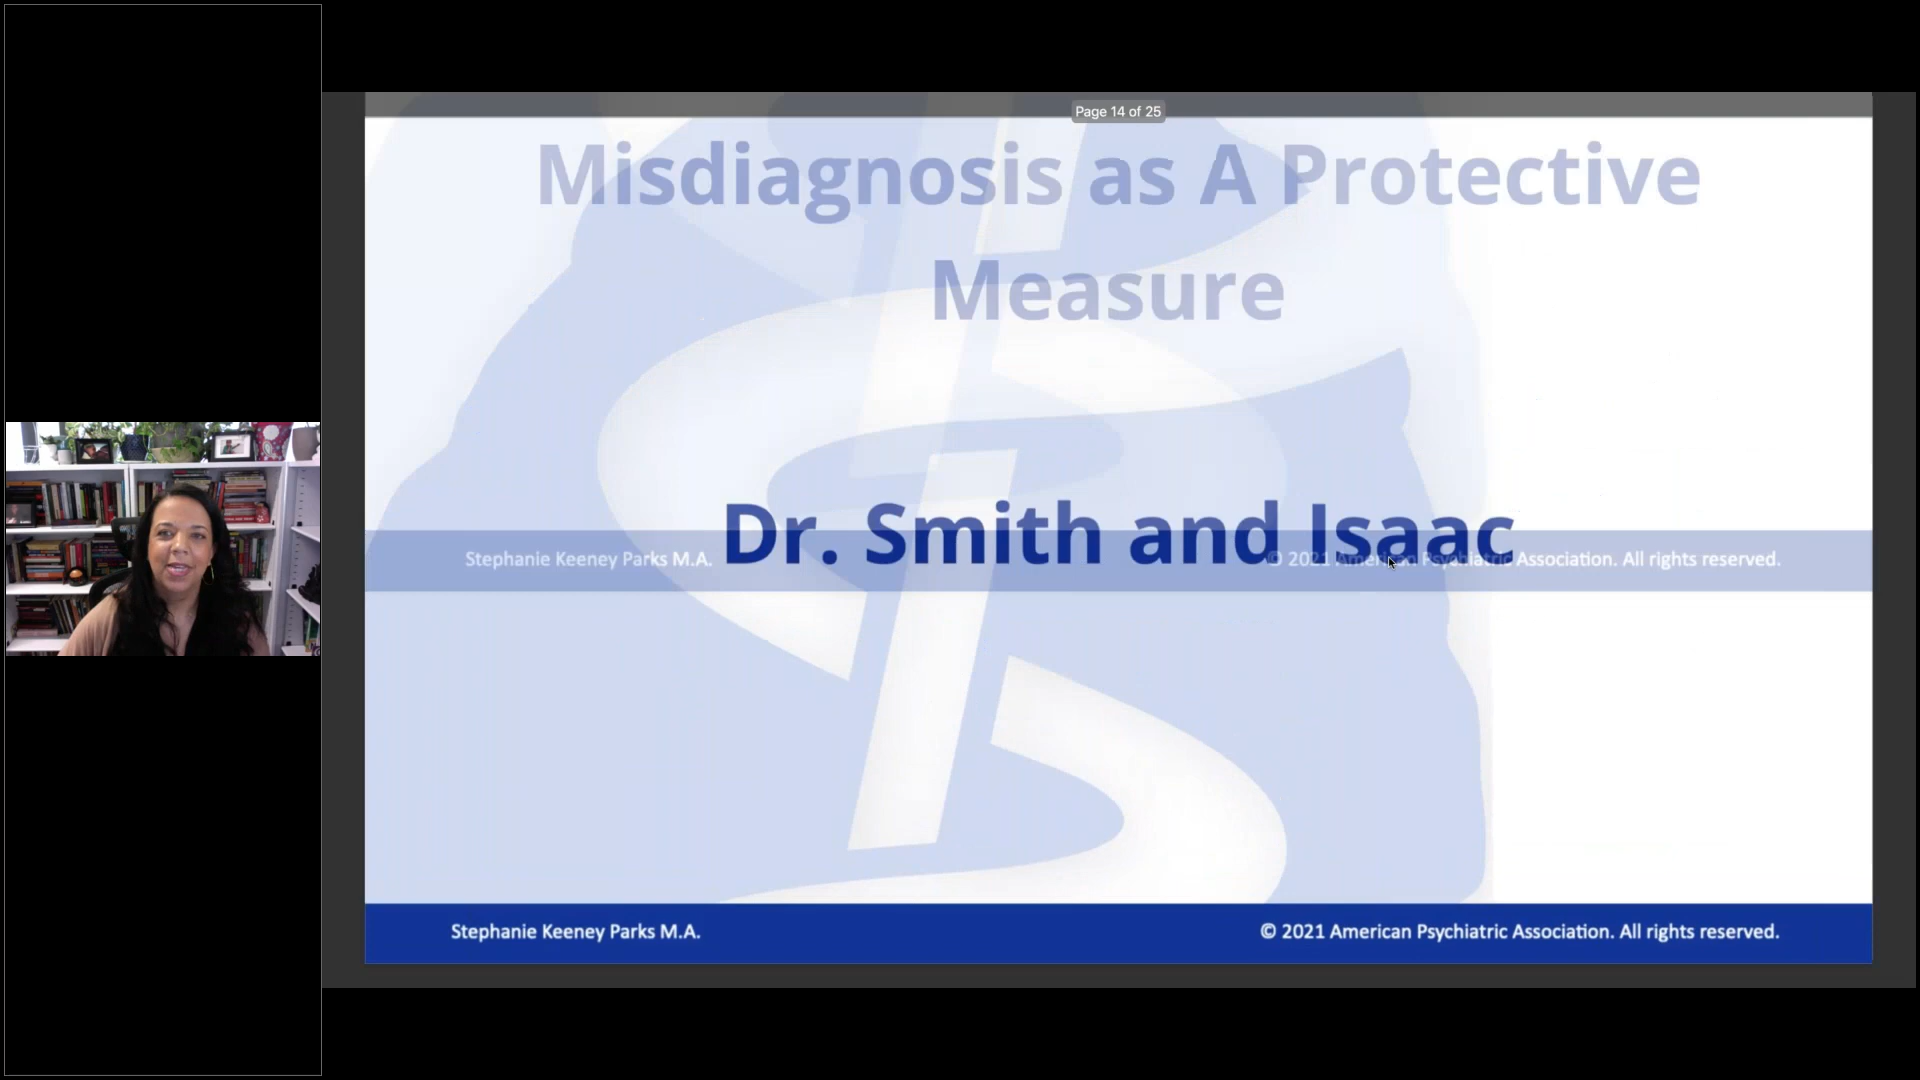 Page 14 of 25
Misdiagnosis as A Protective
Measure
Dr. Smith and Isaac
Stephanie Keeney Parks M.A.
© 2021 American Psychiatric Association. All rights reserved.
Stephanie Keeney Parks M.A.
© 2021 American Psychiatric Association. All rights reserved.